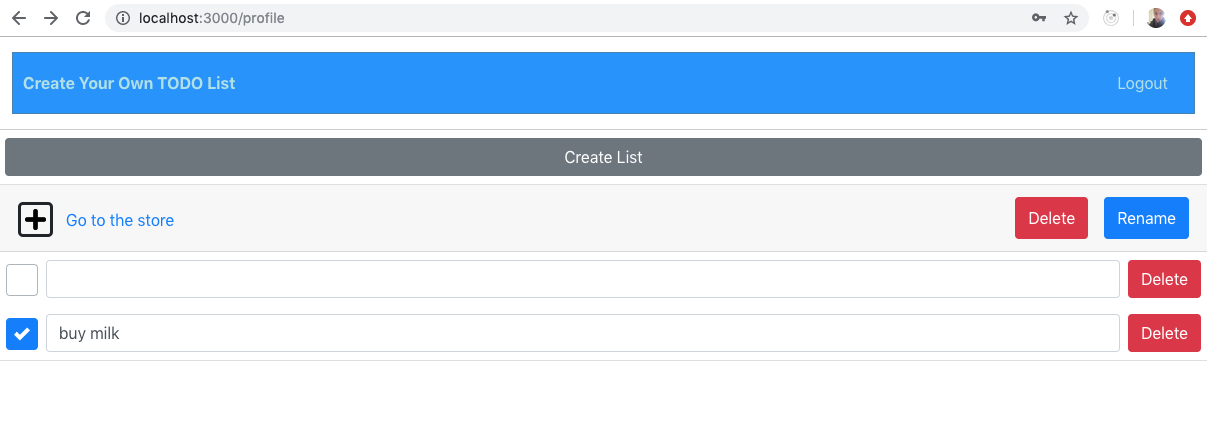 localhost:3000/profile
Create Your Own TODO List Logout
Create List
Go to the store Delete Rename
Delete
buy milk Delete